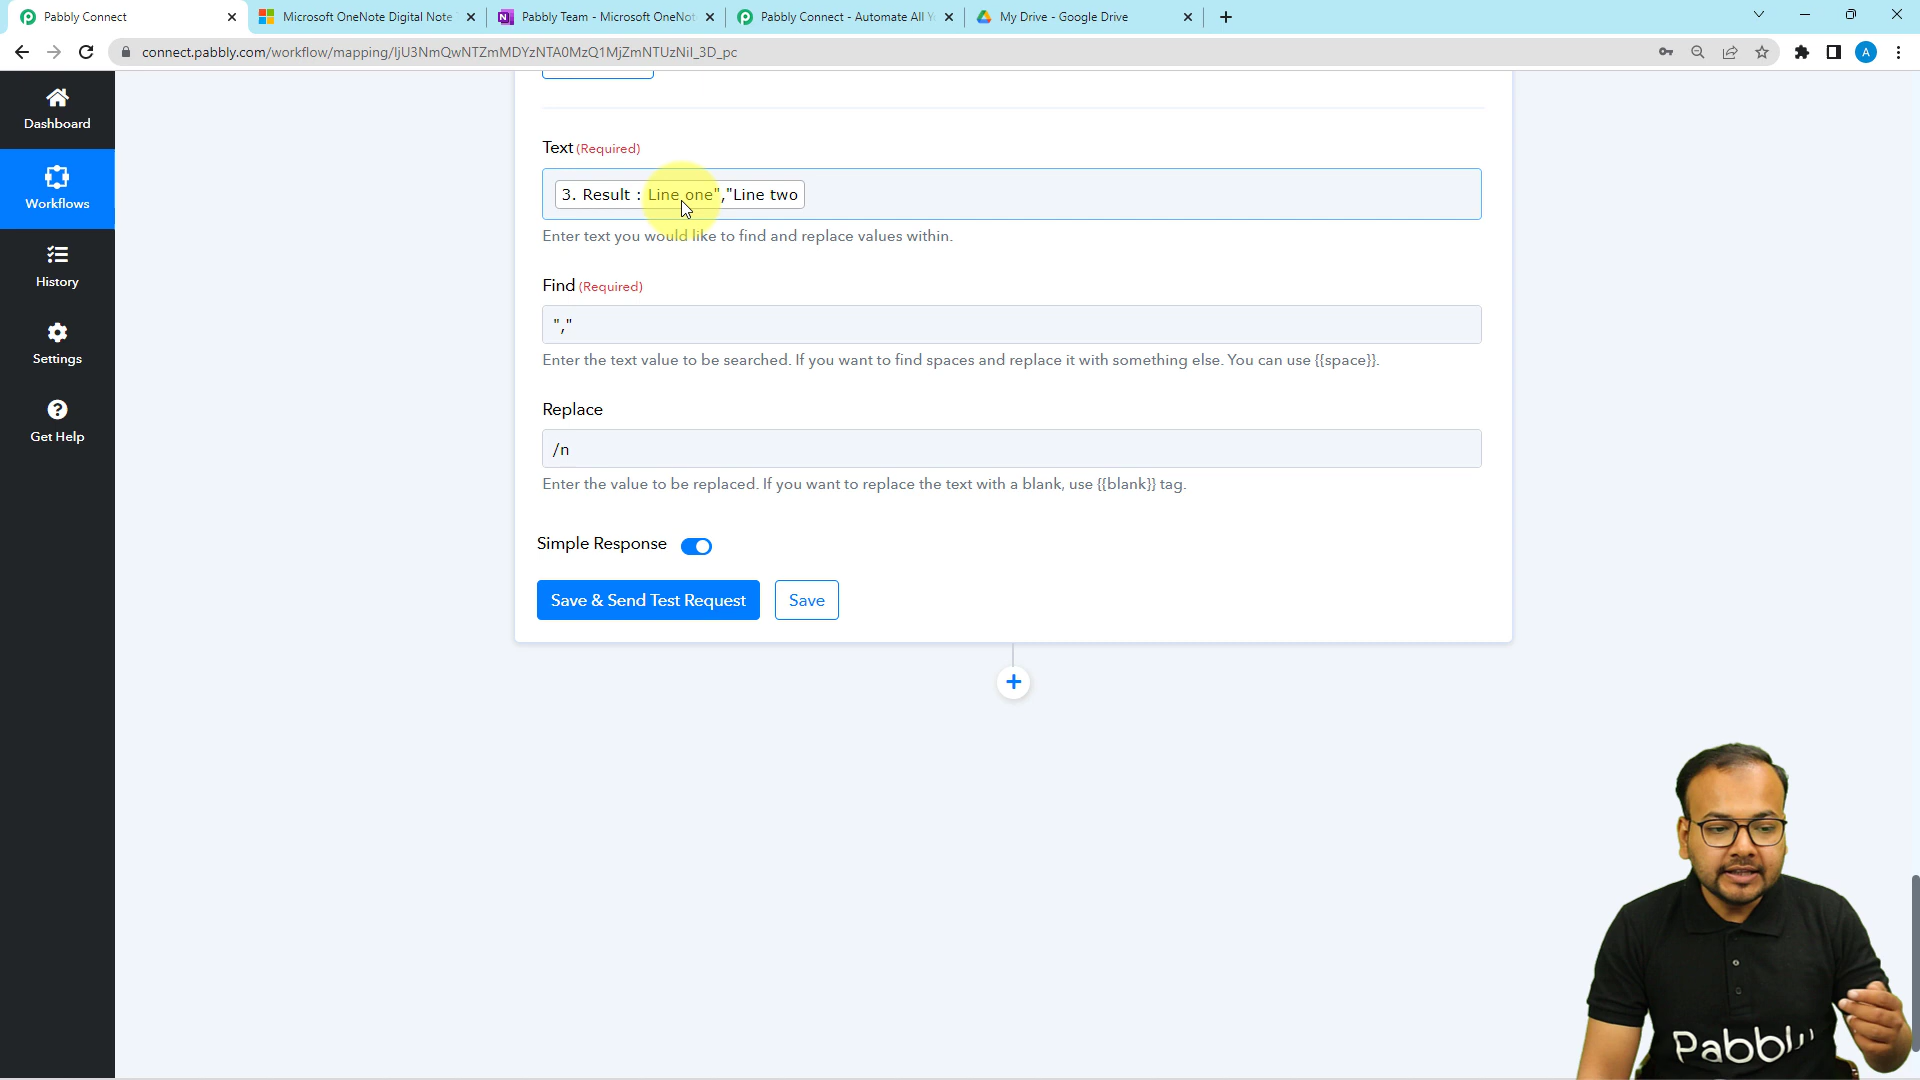 Pabbly Connect
Microsoft OneNote Digital Note
Pabbly Team - Microsoft OneNot
Pabbly Connect - Automate All Y
My Drive - Google Drive
connect.pabbly.com/workflow/mapping/IjU3NmQwNTZmMDYzNTA0MzQ1MjZmNTUzNiI_3D_pc
A
Dashboard
Workflows
History
Settings
Get Help
Text (Required)
3. Result : Line one","Line two
Enter text you would like to find and replace values within.
Find (Required)
","
Enter the text value to be searched. If you want to find spaces and replace it with something else. You can use {{space}}.
Replace
/n
Enter the value to be replaced. If you want to replace the text with a blank, use {{blank}} tag.
Simple Response
Save & Send Test Request
Save
Pabbly